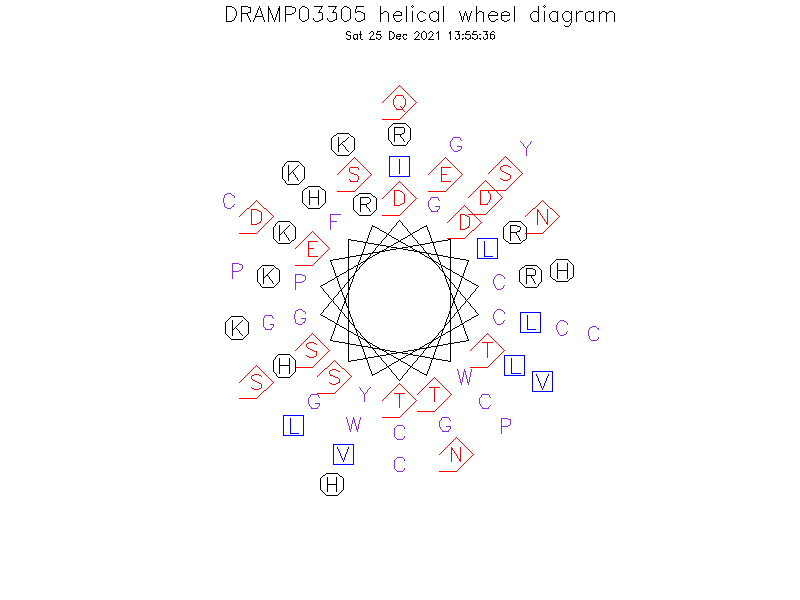 DRAMP03305 helical wheel diagram
Sat 25 Dec 2021 13:55:36
Q
R
K G Y
I
K S E S
K H D D
C R G
D F D N
K E L R
P K P C R H
K G G C L C C
S T
H S L
S G Y W V
T T C
L W C G P
V C N
H